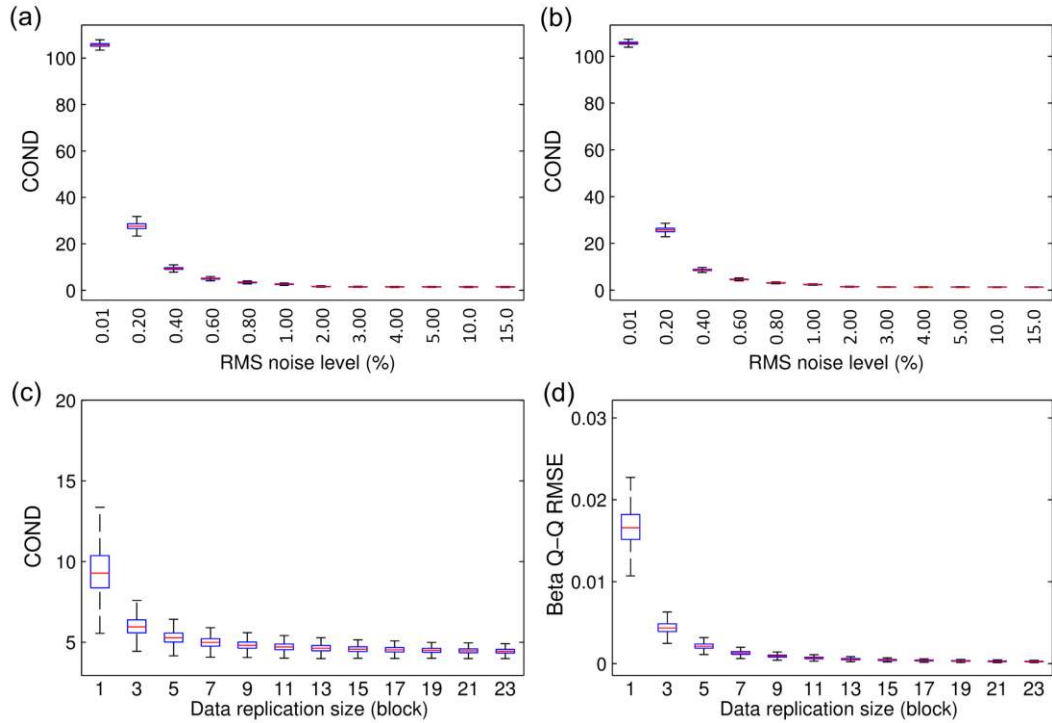 (a)
COND
100
80
60
40
20
0
0.01 0.20 0.40 0.60 0.80 1.00 2.00 3.00 4.00 5.00 10.0 15.0
RMS noise level (%)
(b)
COND
100
80
60
40
20
0
0.01 0.20 0.40 0.60 0.80 1.00 2.00 3.00 4.00 5.00 10.0 15.0
RMS noise level (%)
(c)
COND
20
15
10
5
1 3 5 7 9 11 13 15 17 19 21 23
Data replication size (block)
(d)
Beta Q−Q RMSE
0.03
0.02
0.01
0
1 3 5 7 9 11 13 15 17 19 21 23
Data replication size (block)